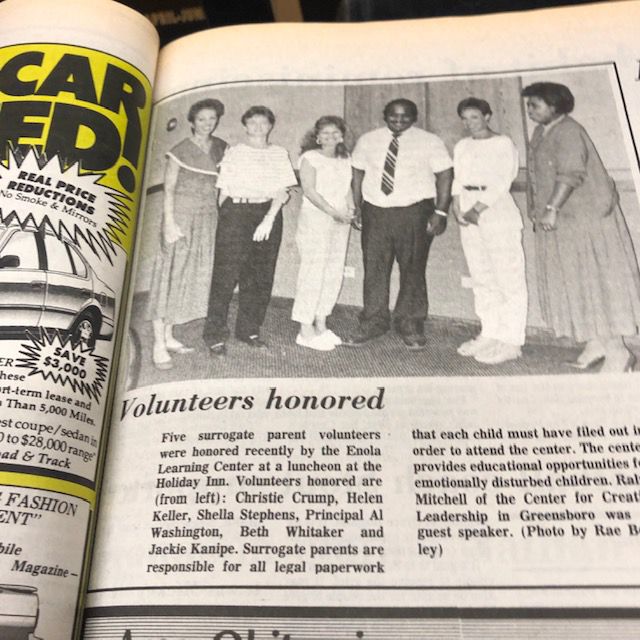 CAR
ED!
REAL PRICE
REDUCTIONS
No Smoke & Mirrors
SAVE
$3,000
these
rt-term lease and
Than 5,000 Miles.
est coupe/sedan in
to $28,000 range"
ad & Track
FASHION
ENT"
bile
Magazine–
Volunteers honored
Five surrogate parent volunteers
were honored recently by the Enola
Learning Center at a luncheon at the
Holiday Inn. Volunteers honored are
(from left): Christie Crump, Helen
Keller, Shella Stephens, Principal Al
Washington, Beth Whitaker and
Jackie Kanipe. Surrogate parents are
responsible for all legal paperwork
that each child must have filed out in
order to attend the center. The cente
provides educational opportunities
emotionally disturbed children. Ral
Mitchell of the Center for Creat
Leadership in Greensboro was
guest speaker. (Photo by Rae B
ley)